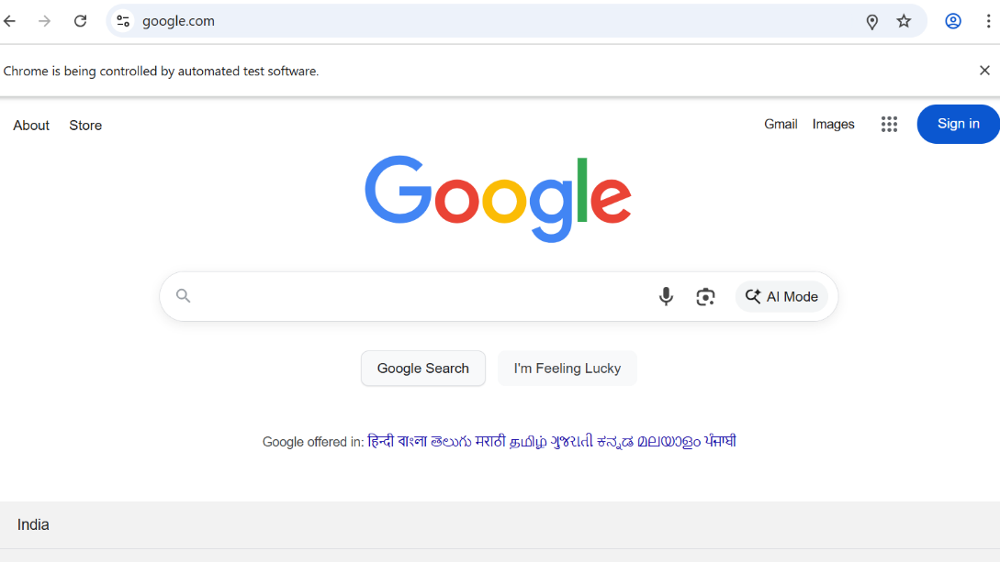 google.com
Chrome is being controlled by automated test software.
About Store Gmail Images Sign in
Google
AI Mode
Google Search I'm Feeling Lucky
Google offered in: हिन्दी বাংলা తెలుగు मराठी தமிழ் ગુજરાતી ಕನ್ನಡ മലയാളം ਪੰਜਾਬੀ
India